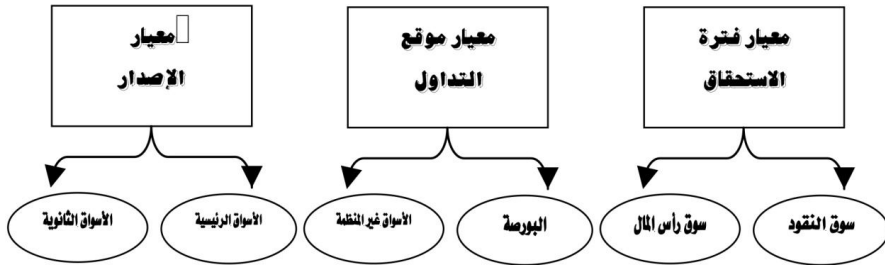 معيار فترة
الاستحقاق
معيار موقع
التداول
معيار
الإصدار
سوق النقود
سوق رأس المال
البورصة
الأسواق غير المنظمة
الأسواق الرئيسية
الأسواق الثانوية